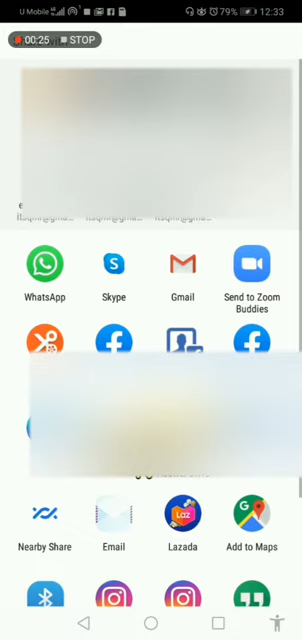 U Mobile 79% 12:33
00:25 STOP
WhatsApp Skype Gmail Send to Zoom
Buddies
Nearby Share Email Lazada Add to Maps